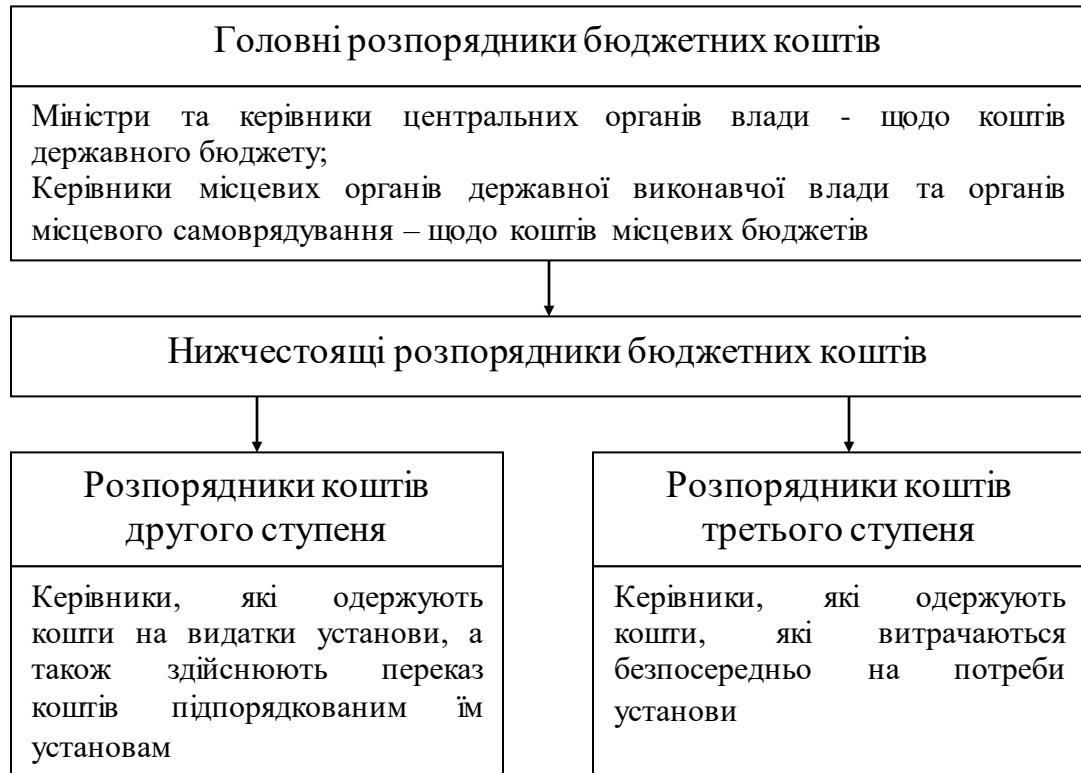 Головні розпорядники бюджетних коштів
Міністри та керівники центральних органів влади - щодо коштів
державного бюджету;
Керівники місцевих органів державної виконавчої влади та органів
місцевого самоврядування – щодо коштів місцевих бюджетів
Нижчестоящі розпорядники бюджетних коштів
Розпорядники коштів
другого ступеня
Керівники, які одержують
кошти на видатки установи, а
також здійснюють переказ
коштів підпорядкованим їм
установам
Розпорядники коштів
третього ступеня
Керівники, які одержують
кошти, які витрачаються
безпосередньо на потреби
установи